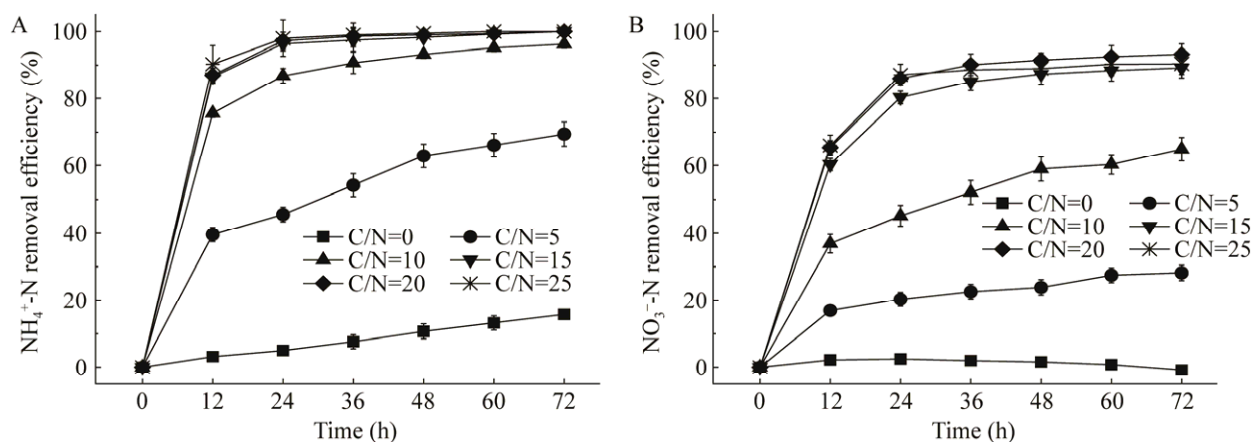 A
NH₄⁺-N removal efficiency (%)
100
80
60
40
20
0
C/N=0 C/N=5
C/N=10 C/N=15
C/N=20 C/N=25
0 12 24 36 48 60 72
Time (h)
B
NO₃⁻-N removal efficiency (%)
100
80
60
40
20
0
C/N=0 C/N=5
C/N=10 C/N=15
C/N=20 C/N=25
0 12 24 36 48 60 72
Time (h)